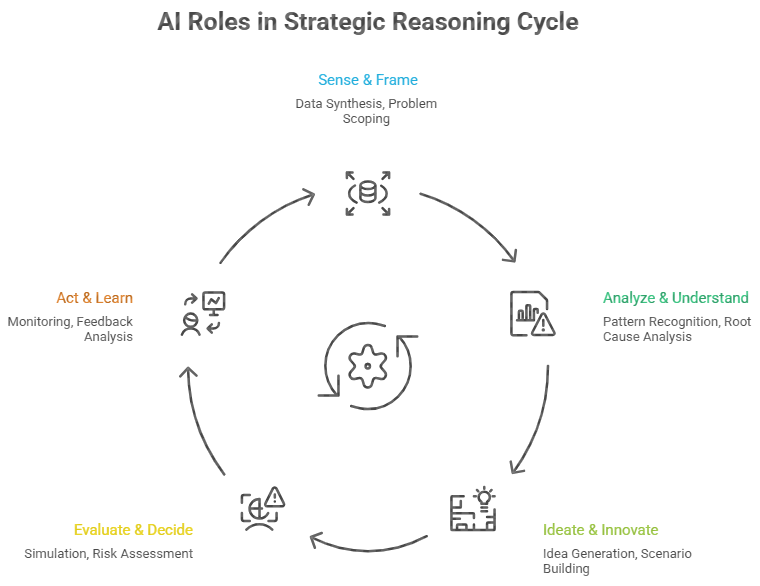 AI Roles in Strategic Reasoning Cycle
Sense & Frame
Data Synthesis, Problem
Scoping
Analyze & Understand
Pattern Recognition, Root
Cause Analysis
Ideate & Innovate
Idea Generation, Scenario
Building
Evaluate & Decide
Simulation, Risk Assessment
Act & Learn
Monitoring, Feedback
Analysis